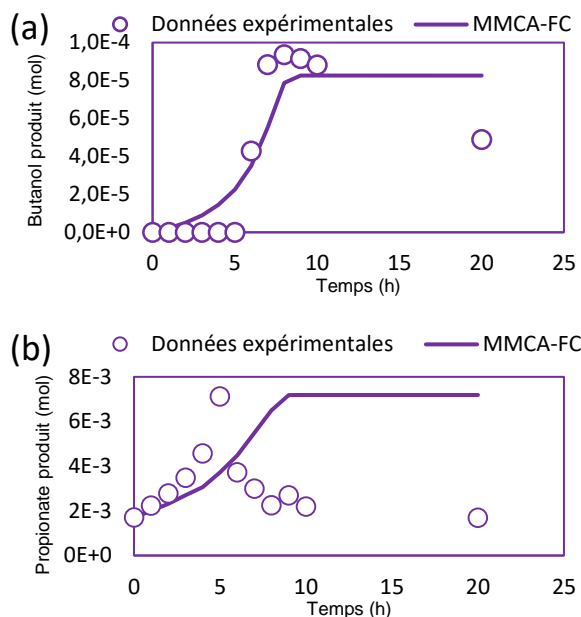 (a)
Données expérimentales MMCA-FC
Butanol produit (mol)
1,0E-4
8,0E-5
6,0E-5
4,0E-5
2,0E-5
0,0E+0
0 5 10 15 20 25
Temps (h)
(b)
Données expérimentales MMCA-FC
Propionate produit (mol)
8E-3
6E-3
4E-3
2E-3
0E+0
0 5 10 15 20 25
Temps (h)